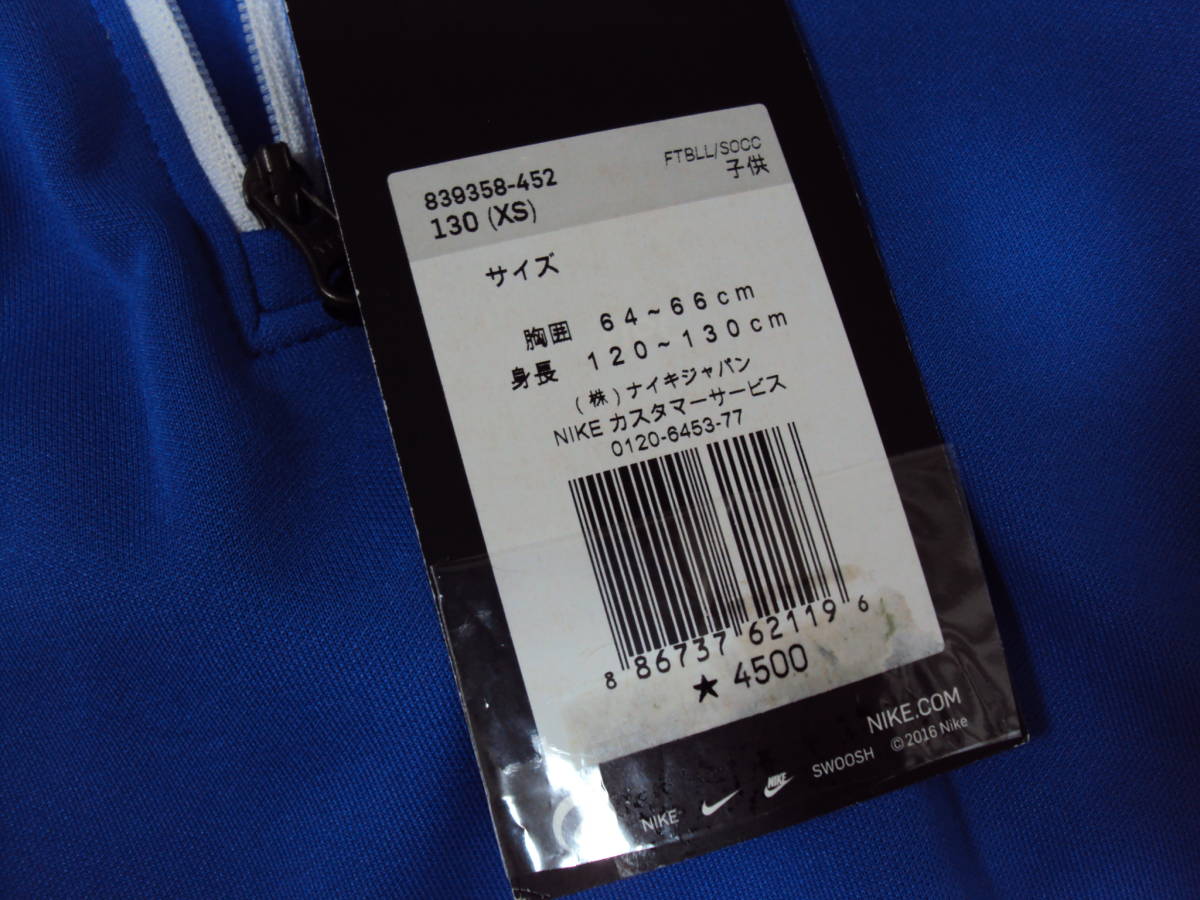 839358-452
FTBLL/SOCC
130 (XS)
子供
サイズ
胸囲 64~66cm
身長 120~130cm
(株)ナイキジャパン
NIKE カスタマーサービス
0120-6453-77
8 86737 62119 6
★ 4500
NIKE.COM
NIKE NIKE SWOOSH © 2016 Nike